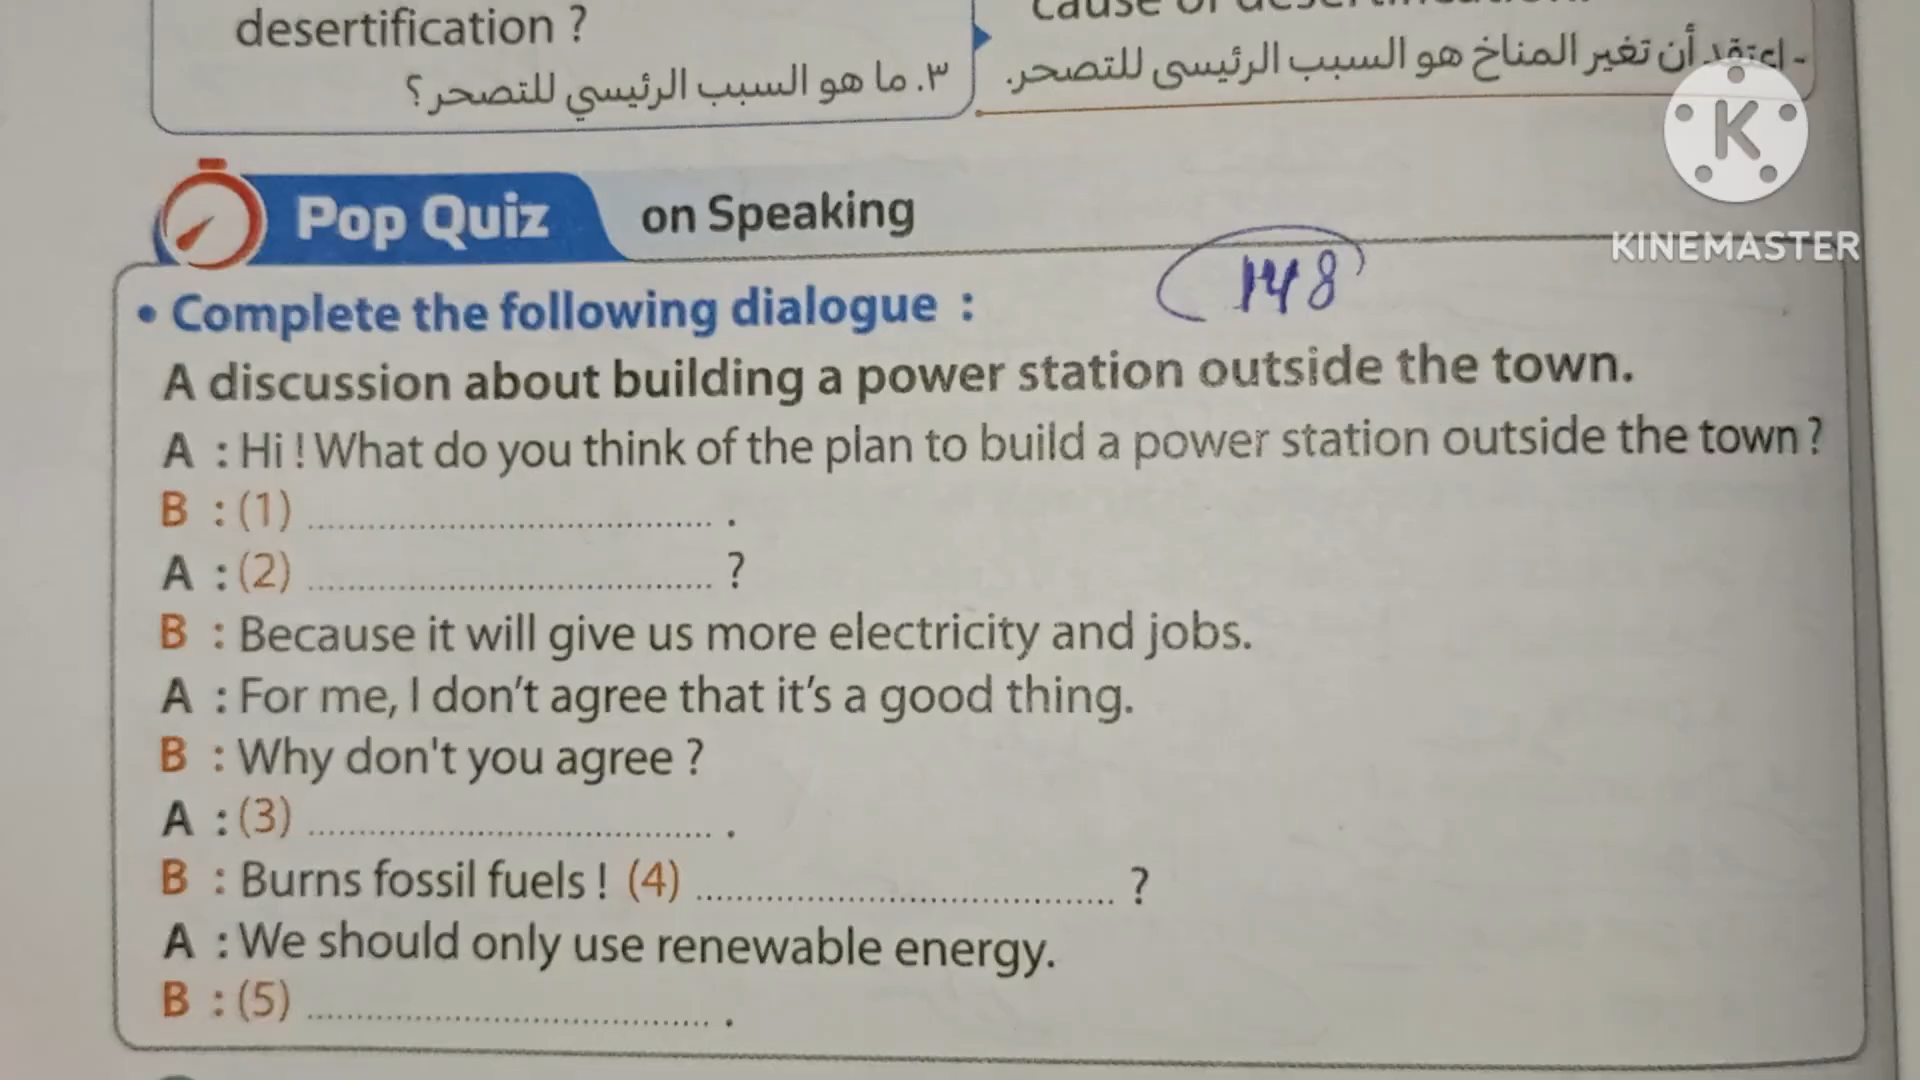 desertification ?
٣. ما هو السبب الرئيسي للتصحر؟
cause of desertification.
- اعتقد أن تغير المناخ هو السبب الرئيسى للتصحر.
K
KINEMASTER
Pop Quiz on Speaking
148
• Complete the following dialogue :
A discussion about building a power station outside the town.
A : Hi ! What do you think of the plan to build a power station outside the town ?
B : (1) ........................................ .
A : (2) ........................................ ?
B : Because it will give us more electricity and jobs.
A : For me, I don't agree that it's a good thing.
B : Why don't you agree ?
A : (3) ........................................ .
B : Burns fossil fuels ! (4) ........................................ ?
A : We should only use renewable energy.
B : (5) ........................................ .